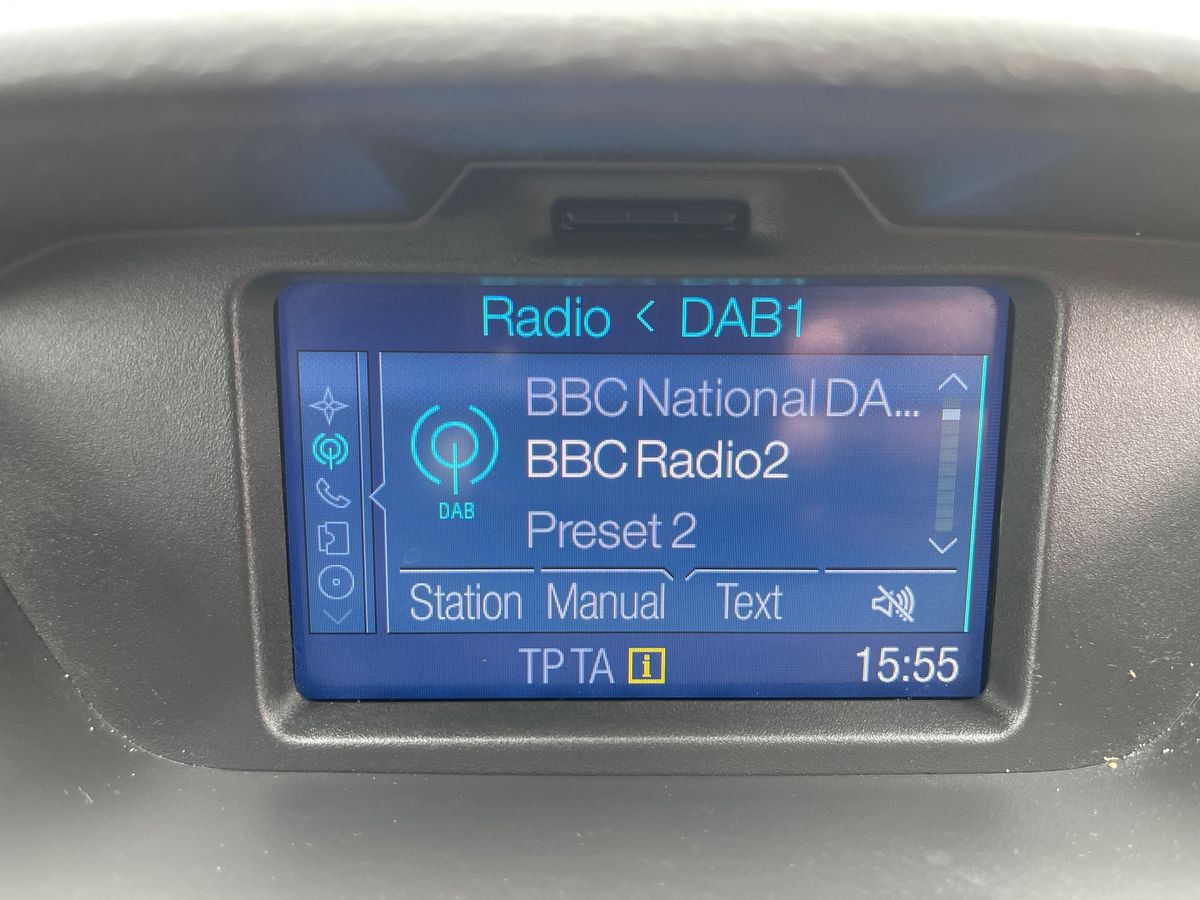 Radio < DAB1
BBC National DA...
BBC Radio2
DAB
Preset 2
Station Manual Text
TP TA i 15:55